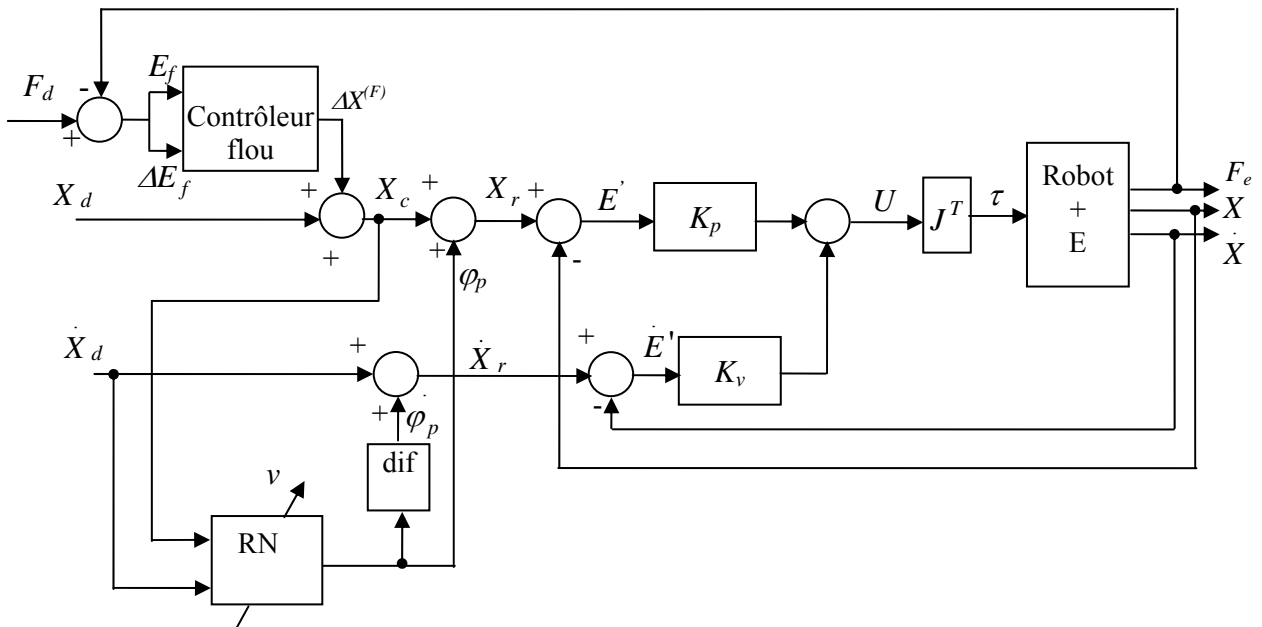 F_d
-
+
E_f
ΔE_f
Contrôleur
flou
ΔX^(F)
X_d
+
+
X_c
+
+
φ_p
X_r
+
-
E'
K_p
U
J^T
τ
Robot
+
E
F_e
X
Ẋ
Ẋ_d
+
+
φ̇_p
Ẋ_r
+
-
Ė'
K_v
dif
v
RN